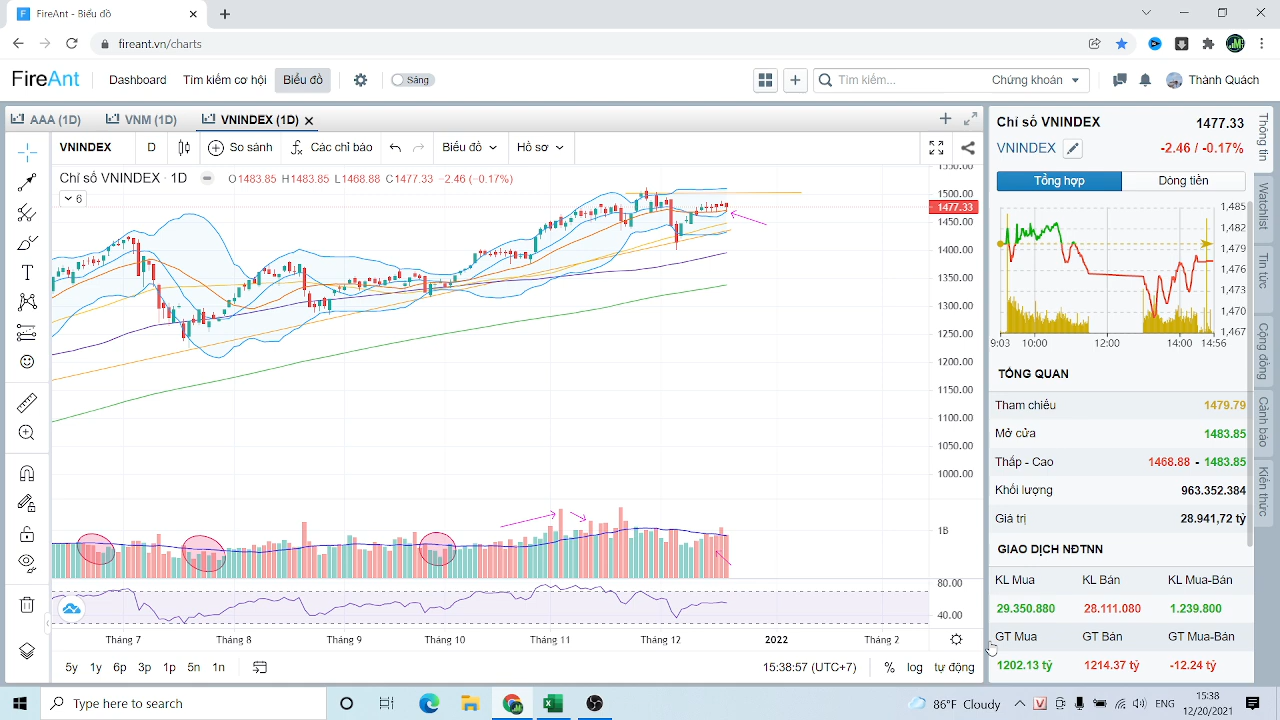 FireAnt - Biểu đồ
fireant.vn/charts
FireAnt
Dashboard
Tìm kiếm cơ hội
Biểu đồ
Sáng
Tìm kiếm...
Chứng khoán
Thành Quách
AAA (1D)
VNM (1D)
VNINDEX (1D)
VNINDEX
D
So sánh
Các chỉ báo
Biểu đồ
Hồ sơ
Chỉ số VNINDEX · 1D
O1483.85 H1483.85 L1468.88 C1477.33 −2.46 (−0.17%)
6
1550.00
1500.00
1477.33
1450.00
1400.00
1350.00
1300.00
1250.00
1200.00
1150.00
1100.00
1050.00
1000.00
1B
80.00
40.00
Tháng 7
Tháng 8
Tháng 9
Tháng 10
Tháng 11
Tháng 12
2022
Tháng 2
5y 1y 6p 3p 1p 5n 1n
15:38:57 (UTC+7)
% log tự động
Chỉ số VNINDEX
1477.33
VNINDEX
-2.46 / -0.17%
Tổng hợp
Dòng tiền
1,485
1,482
1,479
1,476
1,473
1,470
1,467
9:03 10:00 12:00 14:00 14:56
TỔNG QUAN
Tham chiếu 1479.79
Mở cửa 1483.85
Thấp - Cao 1468.88 - 1483.85
Khối lượng 963.352.384
Giá trị 28.941,72 tỷ
GIAO DỊCH NĐTNN
KL Mua KL Bán KL Mua-Bán
29.350.880 28.111.080 1.239.800
GT Mua GT Bán GT Mua-Bán
1202.13 tỷ 1214.37 tỷ -12.24 tỷ
Thông tin
Watchlist
Tin tức
Cộng đồng
Cảnh báo
Kiến thức
Type here to search
86°F Cloudy
ENG
15:38
12/20/2021